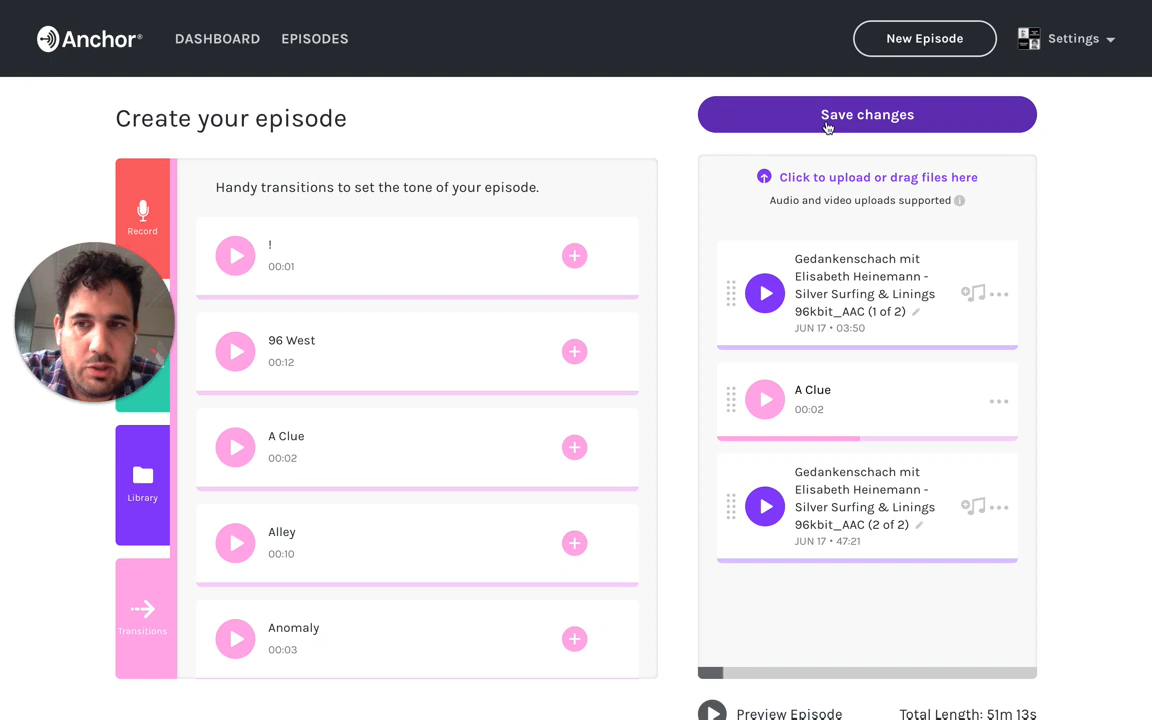 Anchor®
DASHBOARD
EPISODES
New Episode
Settings
Create your episode
Save changes
Record
Library
Transitions
Handy transitions to set the tone of your episode.
!
00:01
96 West
00:12
A Clue
00:02
Alley
00:10
Anomaly
00:03
Click to upload or drag files here
Audio and video uploads supported
Gedankenschach mit
Elisabeth Heinemann -
Silver Surfing & Linings
96kbit_AAC (1 of 2)
JUN 17 • 03:50
A Clue
00:02
Gedankenschach mit
Elisabeth Heinemann -
Silver Surfing & Linings
96kbit_AAC (2 of 2)
JUN 17 • 47:21
Preview Episode
Total Length: 51m 13s